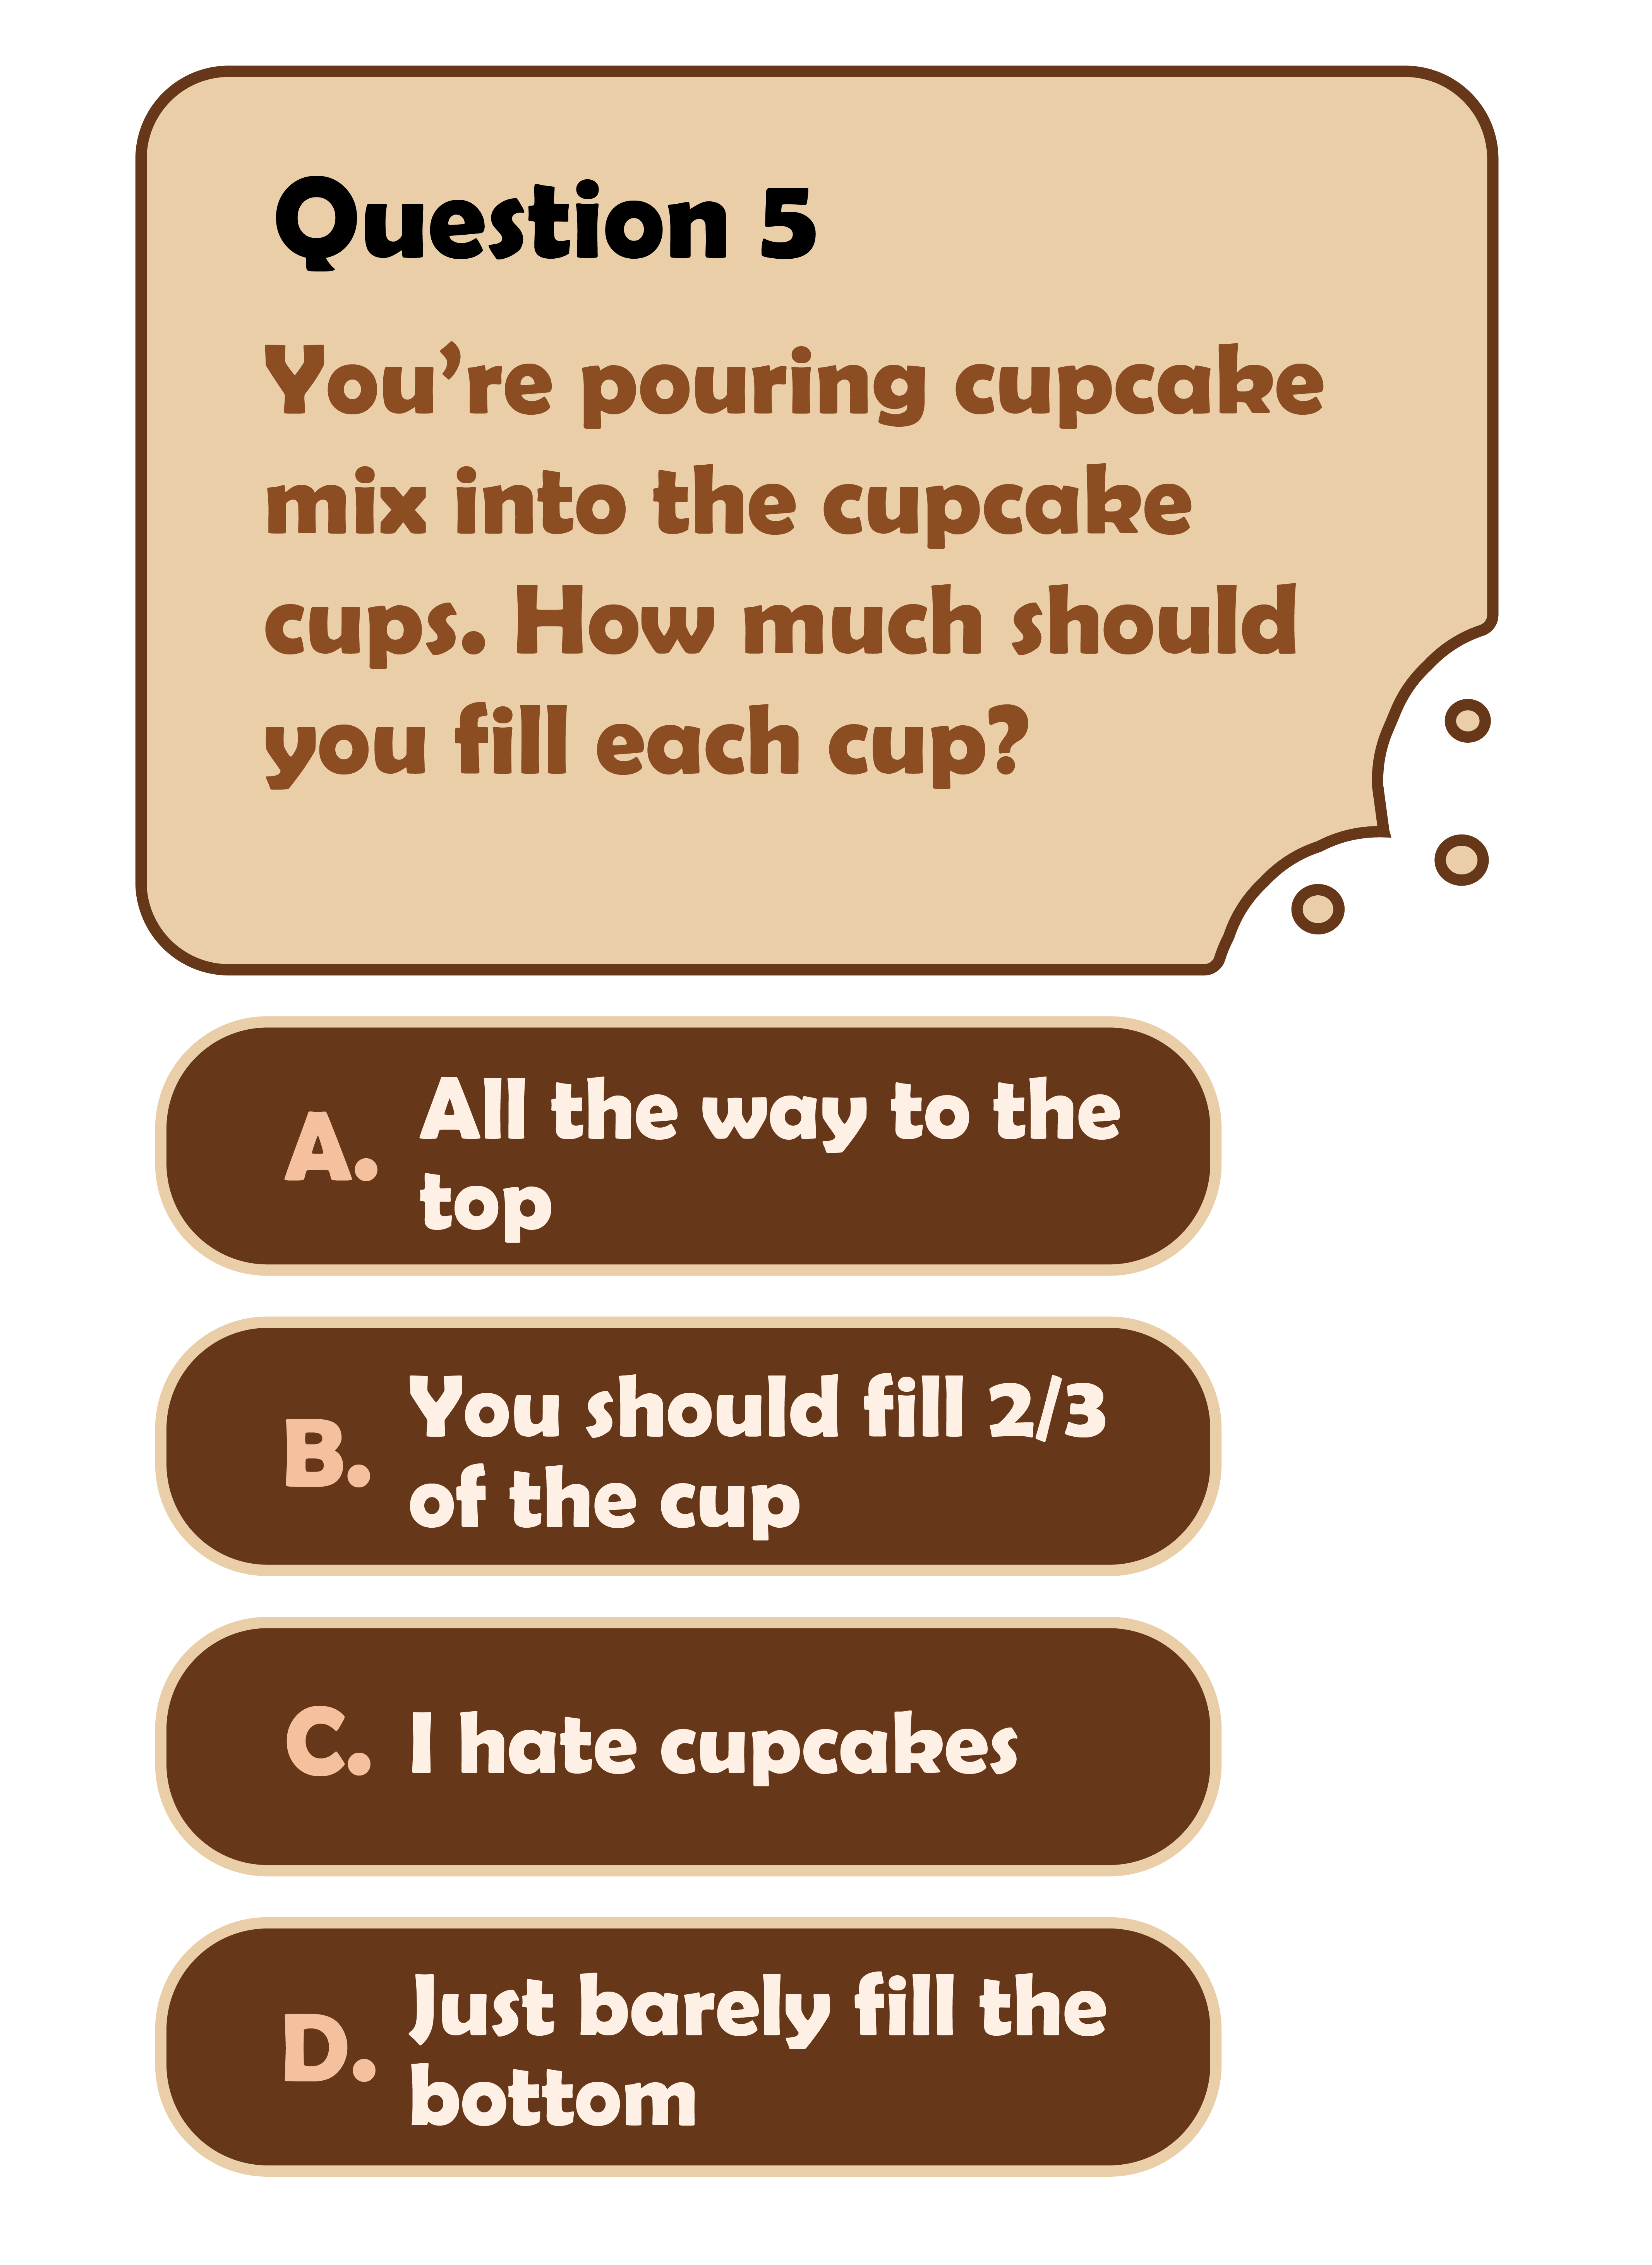 Question 5
You're pouring cupcake
mix into the cupcake
cups. How much should
you fill each cup?
A. All the way to the
top
B. You should fill 2/3
of the cup
C. I hate cupcakes
D. Just barely fill the
bottom